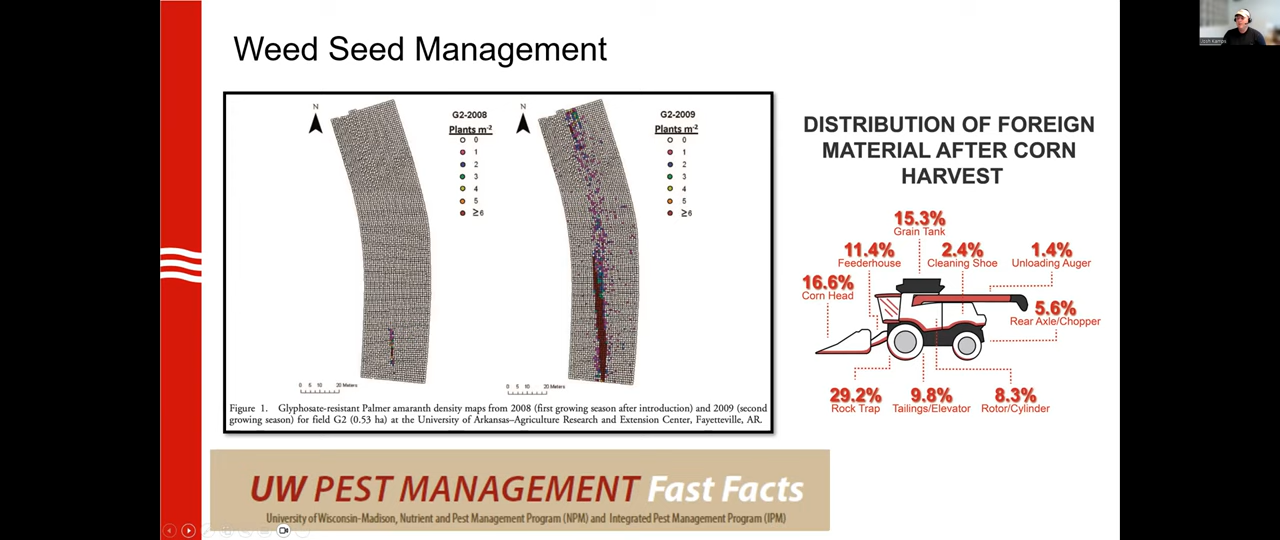 Weed Seed Management
N
G2-2008
Plants m-2
0
1
2
3
4
5
≥6
0 5 10 20 Meters
N
G2-2009
Plants m-2
0
1
2
3
4
5
≥6
0 5 10 20 Meters
Figure 1. Glyphosate-resistant Palmer amaranth density maps from 2008 (first growing season after introduction) and 2009 (second
growing season) for field G2 (0.53 ha) at the University of Arkansas–Agriculture Research and Extension Center, Fayetteville, AR.
DISTRIBUTION OF FOREIGN
MATERIAL AFTER CORN
HARVEST
15.3%
Grain Tank
11.4%
Feederhouse
2.4%
Cleaning Shoe
1.4%
Unloading Auger
16.6%
Corn Head
5.6%
Rear Axle/Chopper
29.2%
Rock Trap
9.8%
Tailings/Elevator
8.3%
Rotor/Cylinder
UW PEST MANAGEMENT Fast Facts
University of Wisconsin-Madison, Nutrient and Pest Management Program (NPM) and Integrated Pest Management Program (IPM)